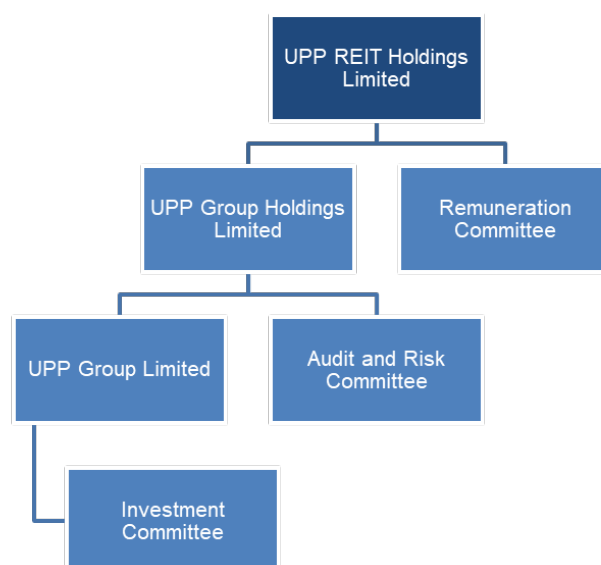 UPP REIT Holdings
Limited
UPP Group Holdings
Limited
Remuneration
Committee
UPP Group Limited
Audit and Risk
Committee
Investment
Committee